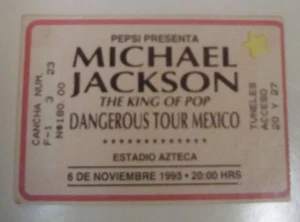 PEPSI PRESENTA
MICHAEL
JACKSON
THE KING OF POP
DANGEROUS TOUR MEXICO
*************
ESTADIO AZTECA
6 DE NOVIEMBRE 1993 • 20:00 HRS
CANCHA NUM.
F-1 3 23
N$180.00
TUNELES
ACCESO
20 Y 27